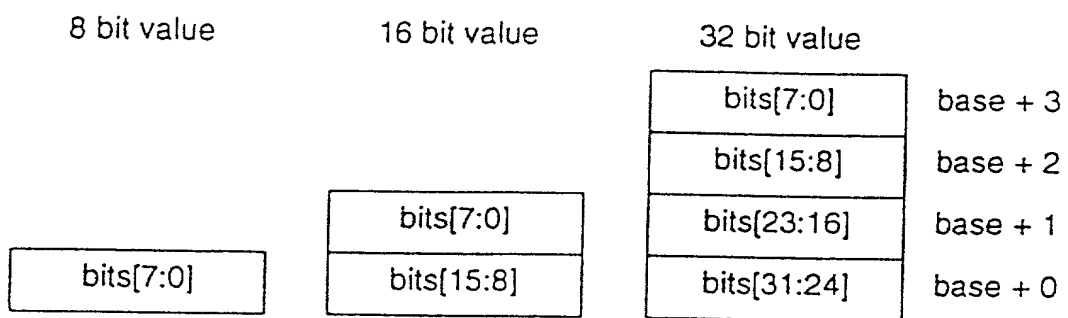 8 bit value 16 bit value 32 bit value
bits[7:0] base + 3
bits[15:8] base + 2
bits[7:0] bits[23:16] base + 1
bits[7:0] bits[15:8] bits[31:24] base + 0